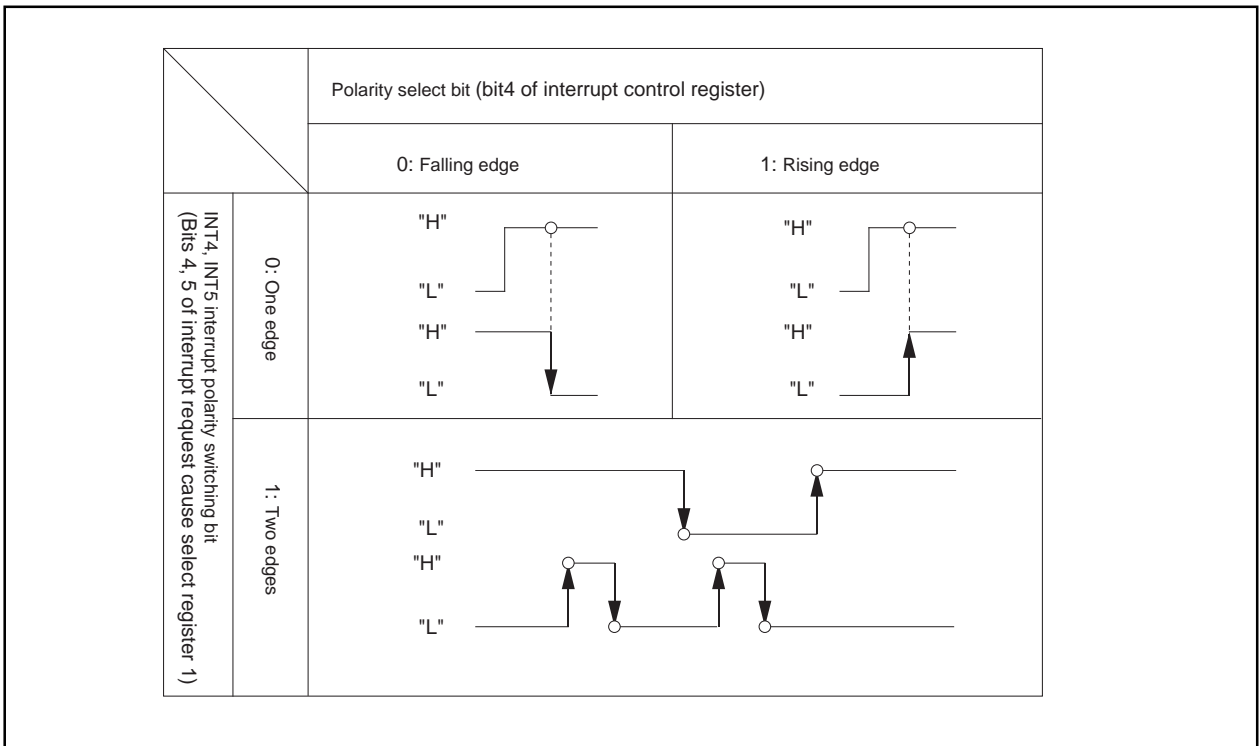 Polarity select bit (bit4 of interrupt control register)
0: Falling edge
1: Rising edge
INT4, INT5 interrupt polarity switching bit
(Bits 4, 5 of interrupt request cause select register 1)
0: One edge
"H"
"L"
"H"
"L"
"H"
"L"
"H"
"L"
1: Two edges
"H"
"L"
"H"
"L"